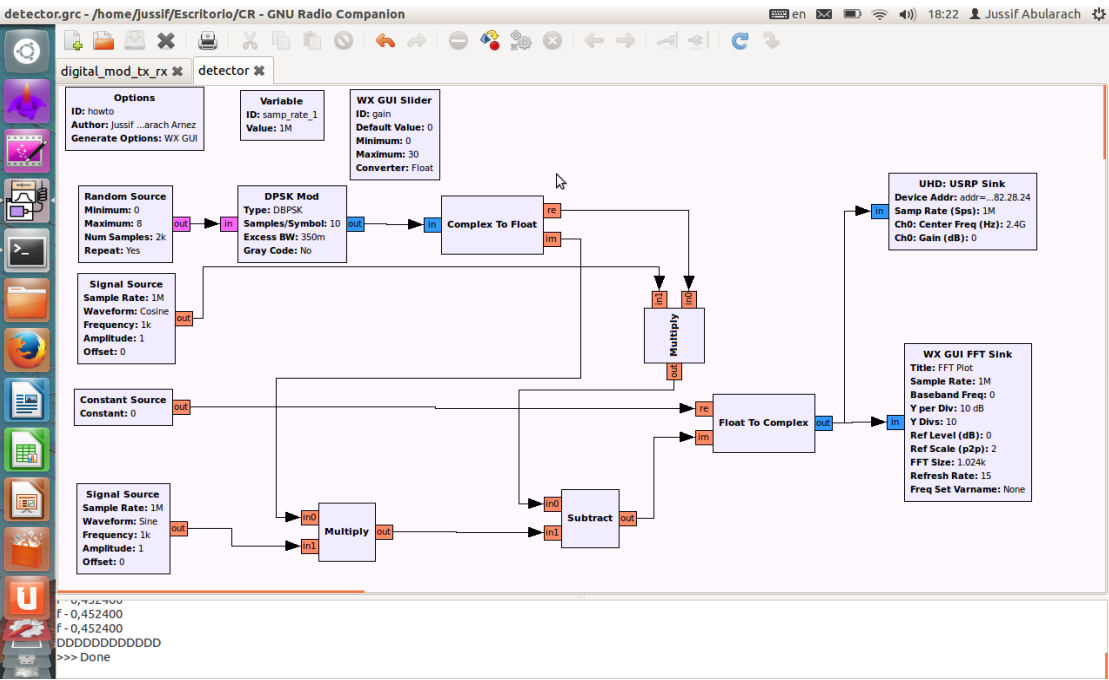 detector.grc - /home/jussif/Escritorio/CR - GNU Radio Companion
en
18:22
Jussif Abularach
digital_mod_tx_rx
detector
Options
ID: howto
Author: Jussif ...arach Arnez
Generate Options: WX GUI
Variable
ID: samp_rate_1
Value: 1M
WX GUI Slider
ID: gain
Default Value: 0
Minimum: 0
Maximum: 30
Converter: Float
Random Source
Minimum: 0
Maximum: 8
Num Samples: 2k
Repeat: Yes
out
in
DPSK Mod
Type: DBPSK
Samples/Symbol: 10
Excess BW: 350m
Gray Code: No
out
in
Complex To Float
re
im
UHD: USRP Sink
Device Addr: addr=...82.28.24
Samp Rate (Sps): 1M
Ch0: Center Freq (Hz): 2.4G
Ch0: Gain (dB): 0
in
Signal Source
Sample Rate: 1M
Waveform: Cosine
Frequency: 1k
Amplitude: 1
Offset: 0
out
in1
in0
Multiply
out
Constant Source
Constant: 0
out
re
im
Float To Complex
out
in
WX GUI FFT Sink
Title: FFT Plot
Sample Rate: 1M
Baseband Freq: 0
Y per Div: 10 dB
Y Divs: 10
Ref Level (dB): 0
Ref Scale (p2p): 2
FFT Size: 1.024k
Refresh Rate: 15
Freq Set Varname: None
Signal Source
Sample Rate: 1M
Waveform: Sine
Frequency: 1k
Amplitude: 1
Offset: 0
out
in0
in1
Multiply
out
in0
in1
Subtract
out
f - 0,452400
f - 0,452400
f - 0,452400
DDDDDDDDDDDD
>>> Done